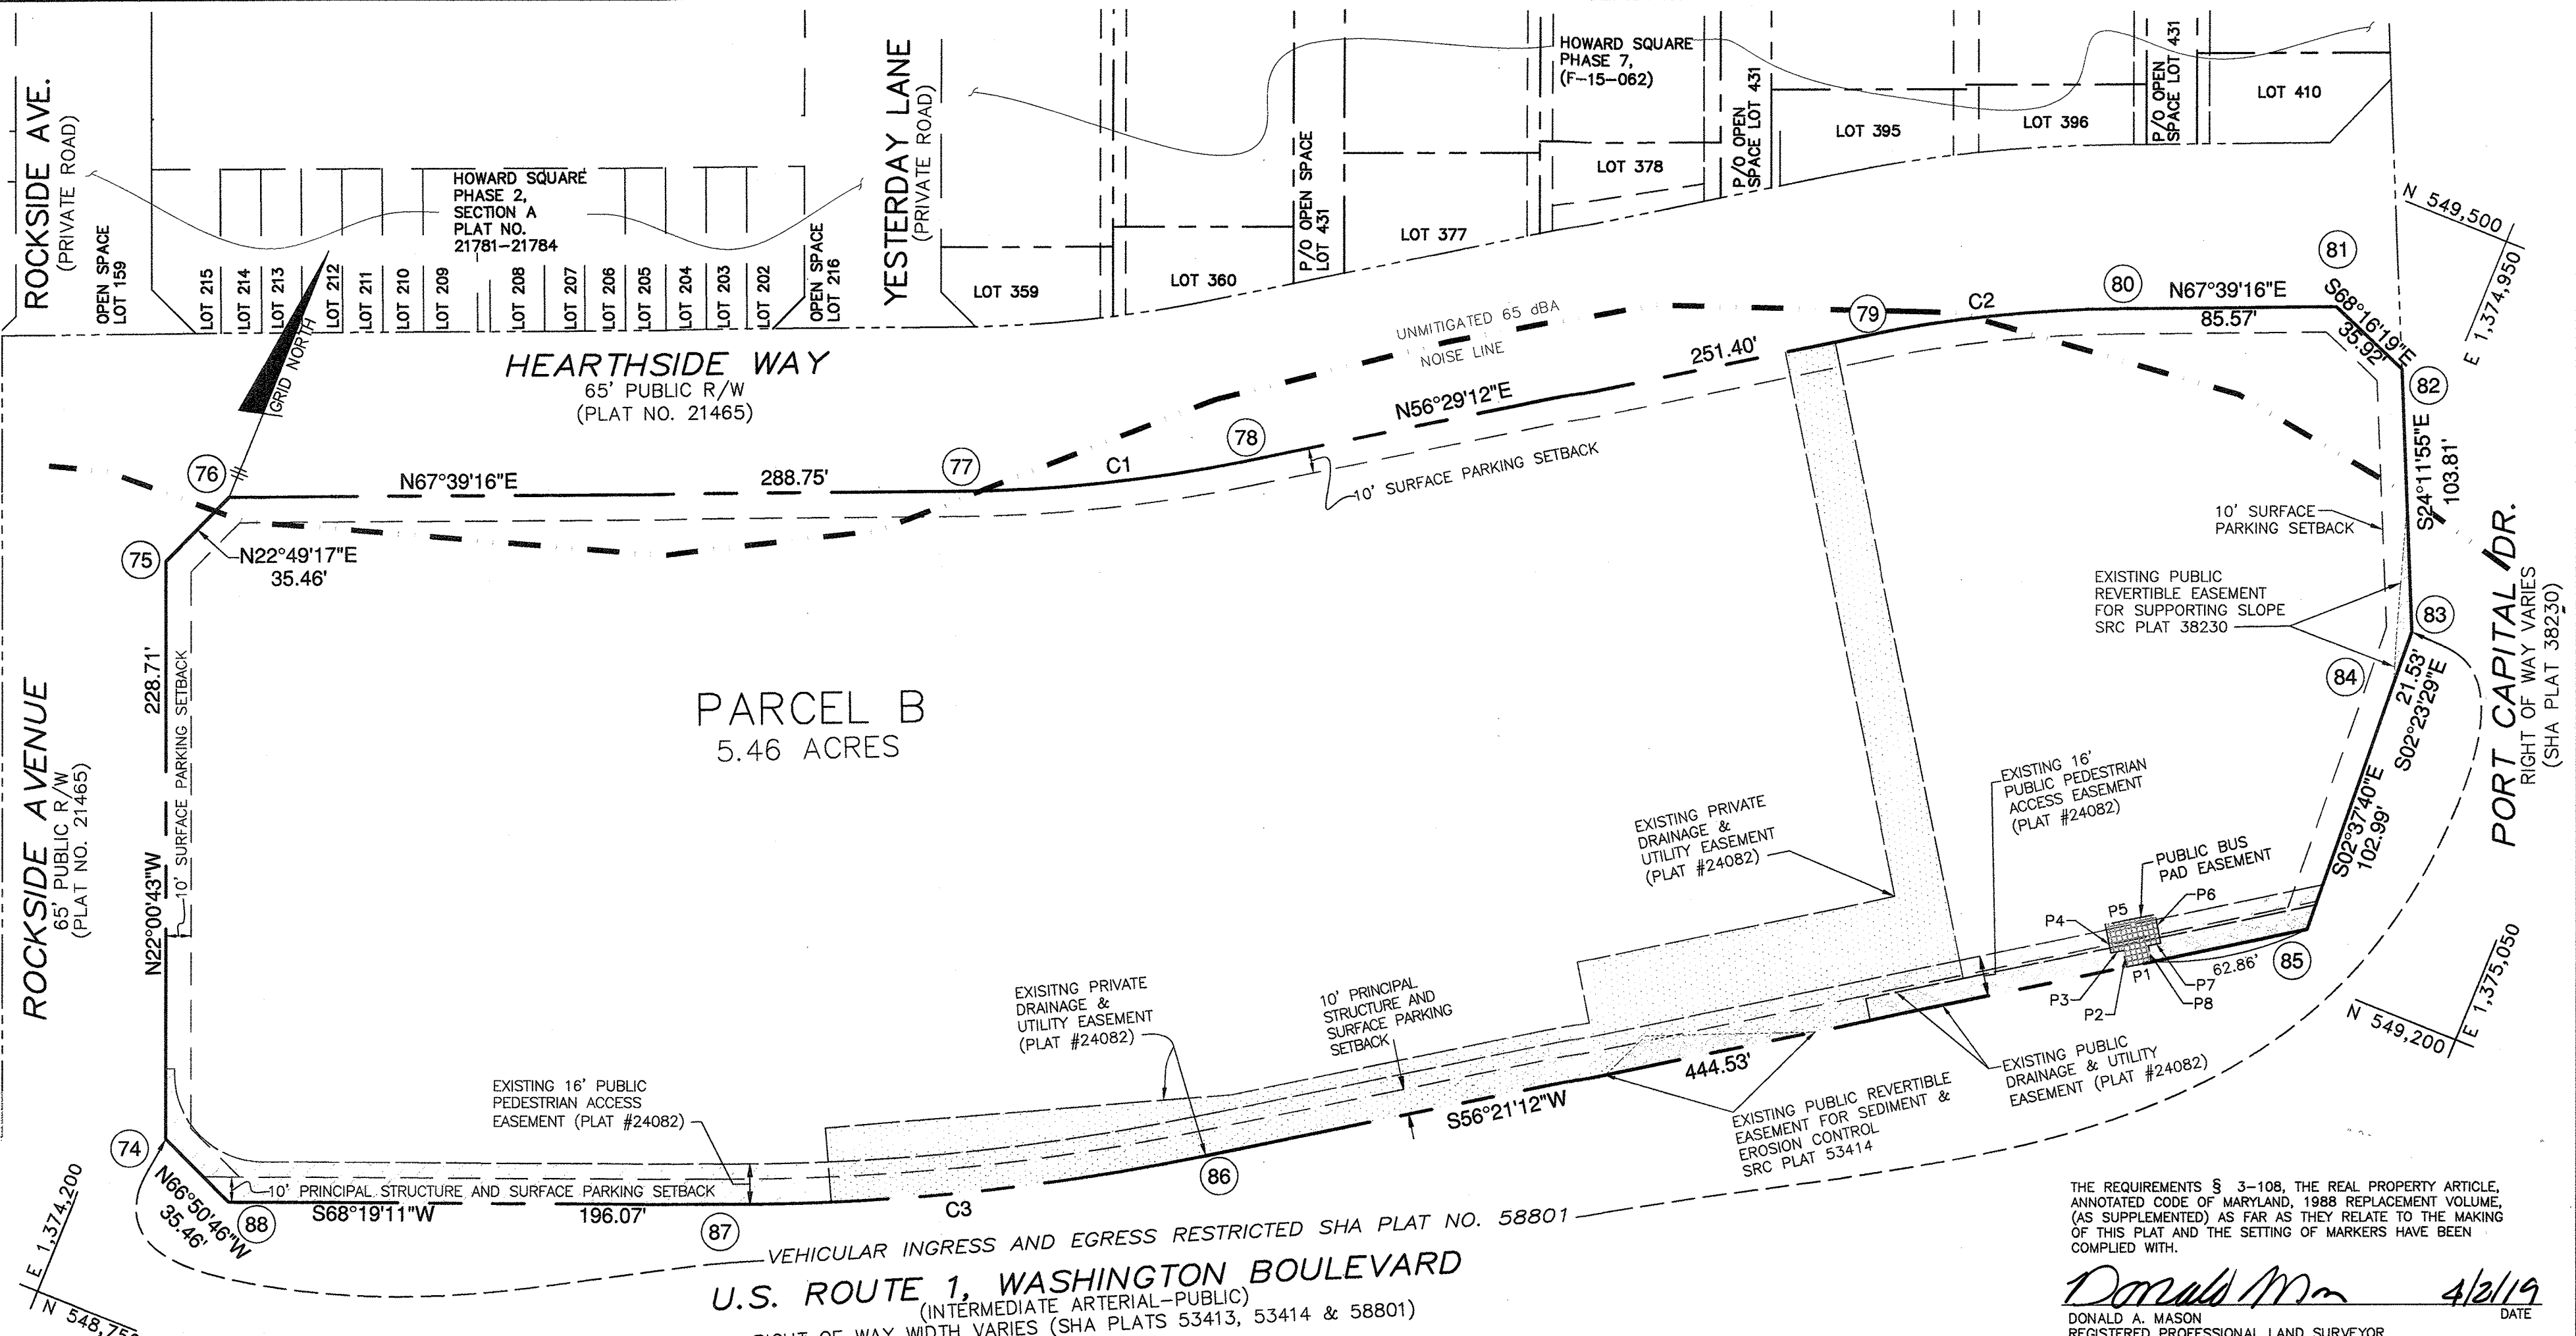 ROCKSIDE AVE.
(PRIVATE ROAD)
OPEN SPACE
LOT 159
LOT 215
LOT 214
LOT 213
LOT 212
LOT 211
LOT 210
LOT 209
LOT 208
LOT 207
LOT 206
LOT 205
LOT 204
LOT 203
LOT 202
HOWARD SQUARE
PHASE 2,
SECTION A
PLAT NO.
21781-21784
OPEN SPACE
LOT 216
YESTERDAY LANE
(PRIVATE ROAD)
LOT 359
LOT 360
P/O OPEN SPACE
LOT 431
LOT 377
HOWARD SQUARE
PHASE 7,
(F-15-062)
LOT 378
P/O OPEN
SPACE LOT 431
LOT 395
LOT 396
P/O OPEN
SPACE LOT 431
LOT 410
N 549,500
E 1,374,950
GRID NORTH
HEARTHSIDE WAY
65' PUBLIC R/W
(PLAT NO. 21465)
UNMITIGATED 65 dBA
NOISE LINE
76
N67°39'16"E
288.75'
77
C1
78
N56°29'12"E
251.40'
79
C2
80
N67°39'16"E
85.57'
81
S68°16'19"E
35.92'
82
S24°11'55"E
103.81'
10' SURFACE PARKING SETBACK
10' SURFACE
PARKING SETBACK
75
N22°49'17"E
35.46'
EXISTING PUBLIC
REVERTIBLE EASEMENT
FOR SUPPORTING SLOPE
SRC PLAT 38230
83
84
21.53'
S02°23'29"E
PORT CAPITAL DR.
RIGHT OF WAY VARIES
(SHA PLAT 38230)
ROCKSIDE AVENUE
65' PUBLIC R/W
(PLAT NO. 21465)
228.71'
N22°00'43"W
10' SURFACE PARKING SETBACK
PARCEL B
5.46 ACRES
EXISTING PRIVATE
DRAINAGE &
UTILITY EASEMENT
(PLAT #24082)
EXISTING 16'
PUBLIC PEDESTRIAN
ACCESS EASEMENT
(PLAT #24082)
S02°37'40"E
102.99'
PUBLIC BUS
PAD EASEMENT
P4
P5
P6
P3
P2
P1
P7
P8
62.86'
85
E 1,375,050
N 549,200
EXISITNG PRIVATE
DRAINAGE &
UTILITY EASEMENT
(PLAT #24082)
10' PRINCIPAL
STRUCTURE AND
SURFACE PARKING
SETBACK
EXISTING 16' PUBLIC
PEDESTRIAN ACCESS
EASEMENT (PLAT #24082)
444.53'
S56°21'12"W
EXISTING PUBLIC REVERTIBLE
EASEMENT FOR SEDIMENT &
EROSION CONTROL
SRC PLAT 53414
EXISTING PUBLIC
DRAINAGE & UTILITY
EASEMENT (PLAT #24082)
74
N66°50'46"W
35.46'
10' PRINCIPAL STRUCTURE AND SURFACE PARKING SETBACK
88
S68°19'11"W
196.07'
87
C3
86
E 1,374,200
VEHICULAR INGRESS AND EGRESS RESTRICTED SHA PLAT NO. 58801
U.S. ROUTE 1, WASHINGTON BOULEVARD
(INTERMEDIATE ARTERIAL-PUBLIC)
RIGHT OF WAY WIDTH VARIES (SHA PLATS 53413, 53414 & 58801)
THE REQUIREMENTS § 3-108, THE REAL PROPERTY ARTICLE,
ANNOTATED CODE OF MARYLAND, 1988 REPLACEMENT VOLUME,
(AS SUPPLEMENTED) AS FAR AS THEY RELATE TO THE MAKING
OF THIS PLAT AND THE SETTING OF MARKERS HAVE BEEN
COMPLIED WITH.
4/2/19
DATE
DONALD A. MASON
REGISTERED PROFESSIONAL LAND SURVEYOR